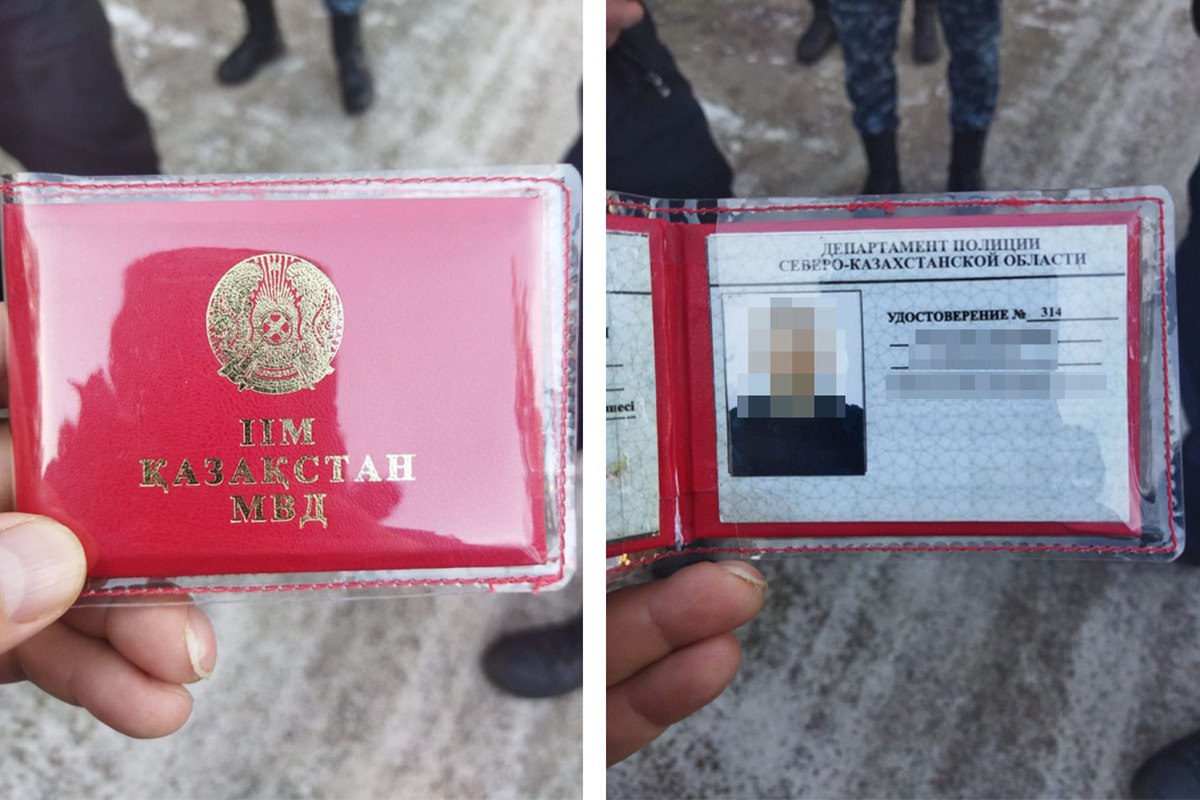 ІІМ
ҚАЗАҚСТАН
МВД
ДЕПАРТАМЕНТ ПОЛИЦИИ
СЕВЕРО-КАЗАХСТАНСКОЙ ОБЛАСТИ
УДОСТОВЕРЕНИЕ № 314